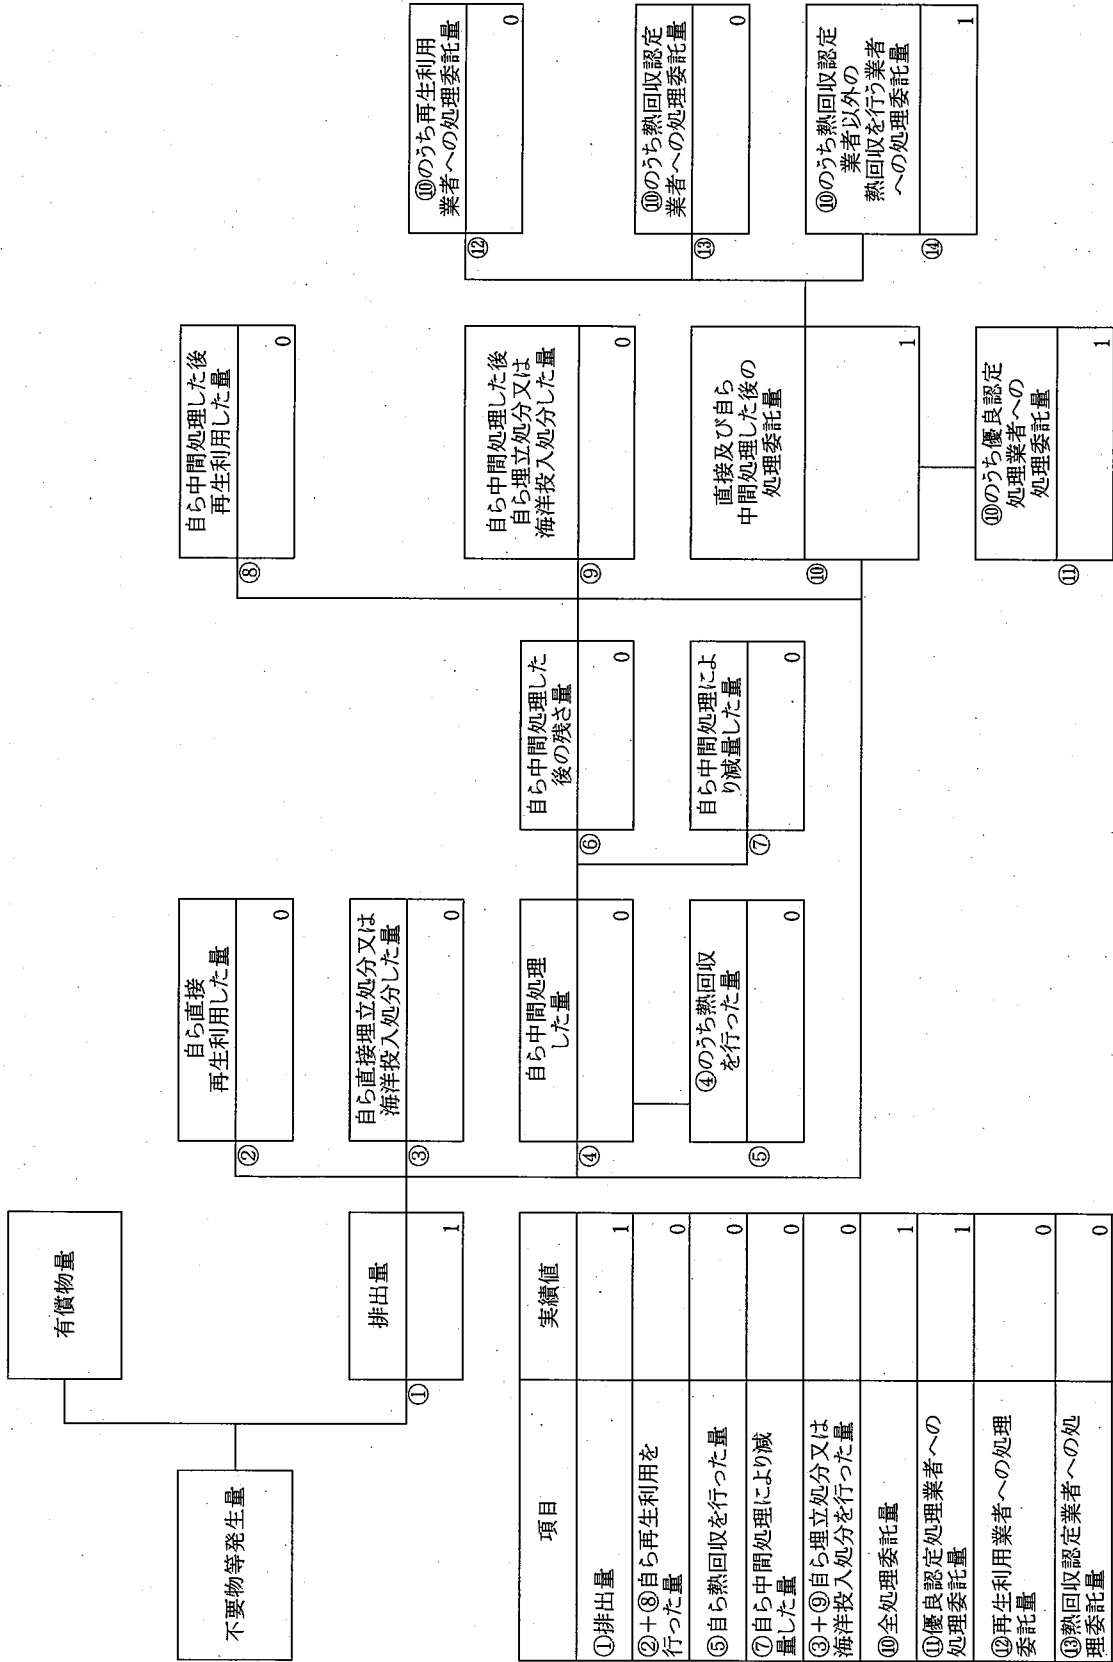 不要物等発生量
有償物量
排出量
①
1
自ら直接
再生利用した量
②
0
自ら直接埋立処分又は
海洋投入処分した量
③
0
自ら中間処理
した量
④
0
④のうち熱回収
を行った量
⑤
0
自ら中間処理した
後の残さ量
⑥
0
自ら中間処理によ
り減量した量
⑦
0
自ら中間処理した後
再生利用した量
⑧
0
自ら中間処理した後
自ら埋立処分又は
海洋投入処分した量
⑨
0
直接及び自ら
中間処理した後の
処理委託量
⑩
1
⑩のうち優良認定
処理業者への
処理委託量
⑪
1
⑩のうち再生利用
業者への処理委託量
⑫
0
⑩のうち熱回収認定
業者への処理委託量
⑬
0
⑩のうち熱回収認定
業者以外の
熱回収を行う業者
への処理委託量
⑭
1
項目
実績値
①排出量
1
②+⑧自ら再生利用を
行った量
0
⑤自ら熱回収を行った量
0
⑦自ら中間処理により減
量した量
0
③+⑨自ら埋立処分又は
海洋投入処分を行った量
0
⑩全処理委託量
1
⑪優良認定処理業者への
処理委託量
1
⑫再生利用業者への処理
委託量
0
⑬熱回収認定業者への処
理委託量
0